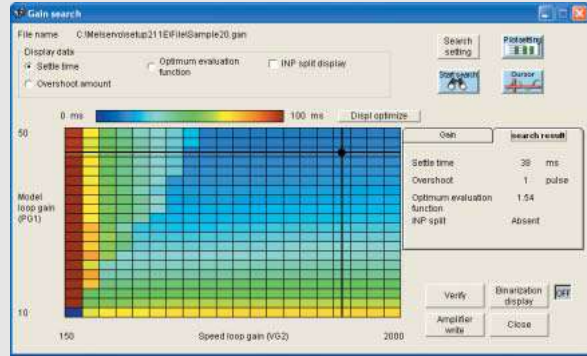 Gain search
File name C:\Melservo\setup211E\File\Sample20.gan
Display data
Settle time
Optimum evaluation function
INP split display
Overshoot amount
Search setting
Plot setting
Start search
Cursor
0 ms
100 ms
Displ optimize
50
Model loop gain (PG1)
10
150
Speed loop gain (VG2)
2000
Gain
search result
Settle time 38 ms
Overshoot 1 pulse
Optimum evaluation function 1.54
INP split Absent
Verify
Binarization display
OFF
Amplifier write
Close